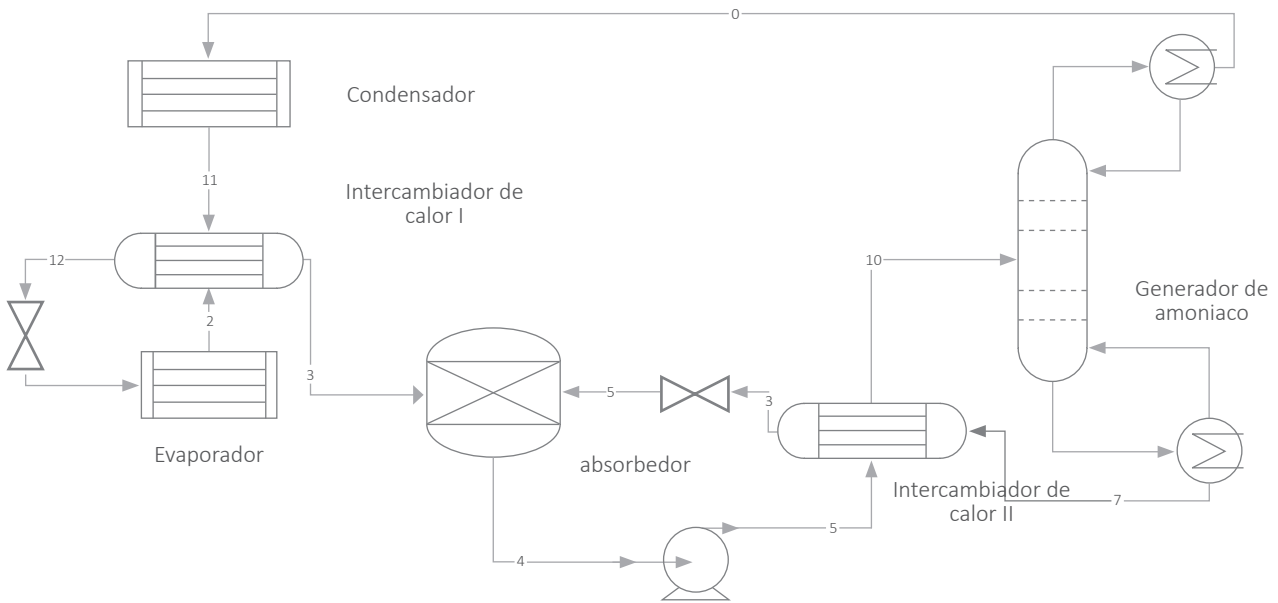 0
Condensador
11
Intercambiador de
calor I
12
2
3
10
Generador de
amoniaco
5
3
Evaporador
absorbedor
Intercambiador de
calor II
7
5
4